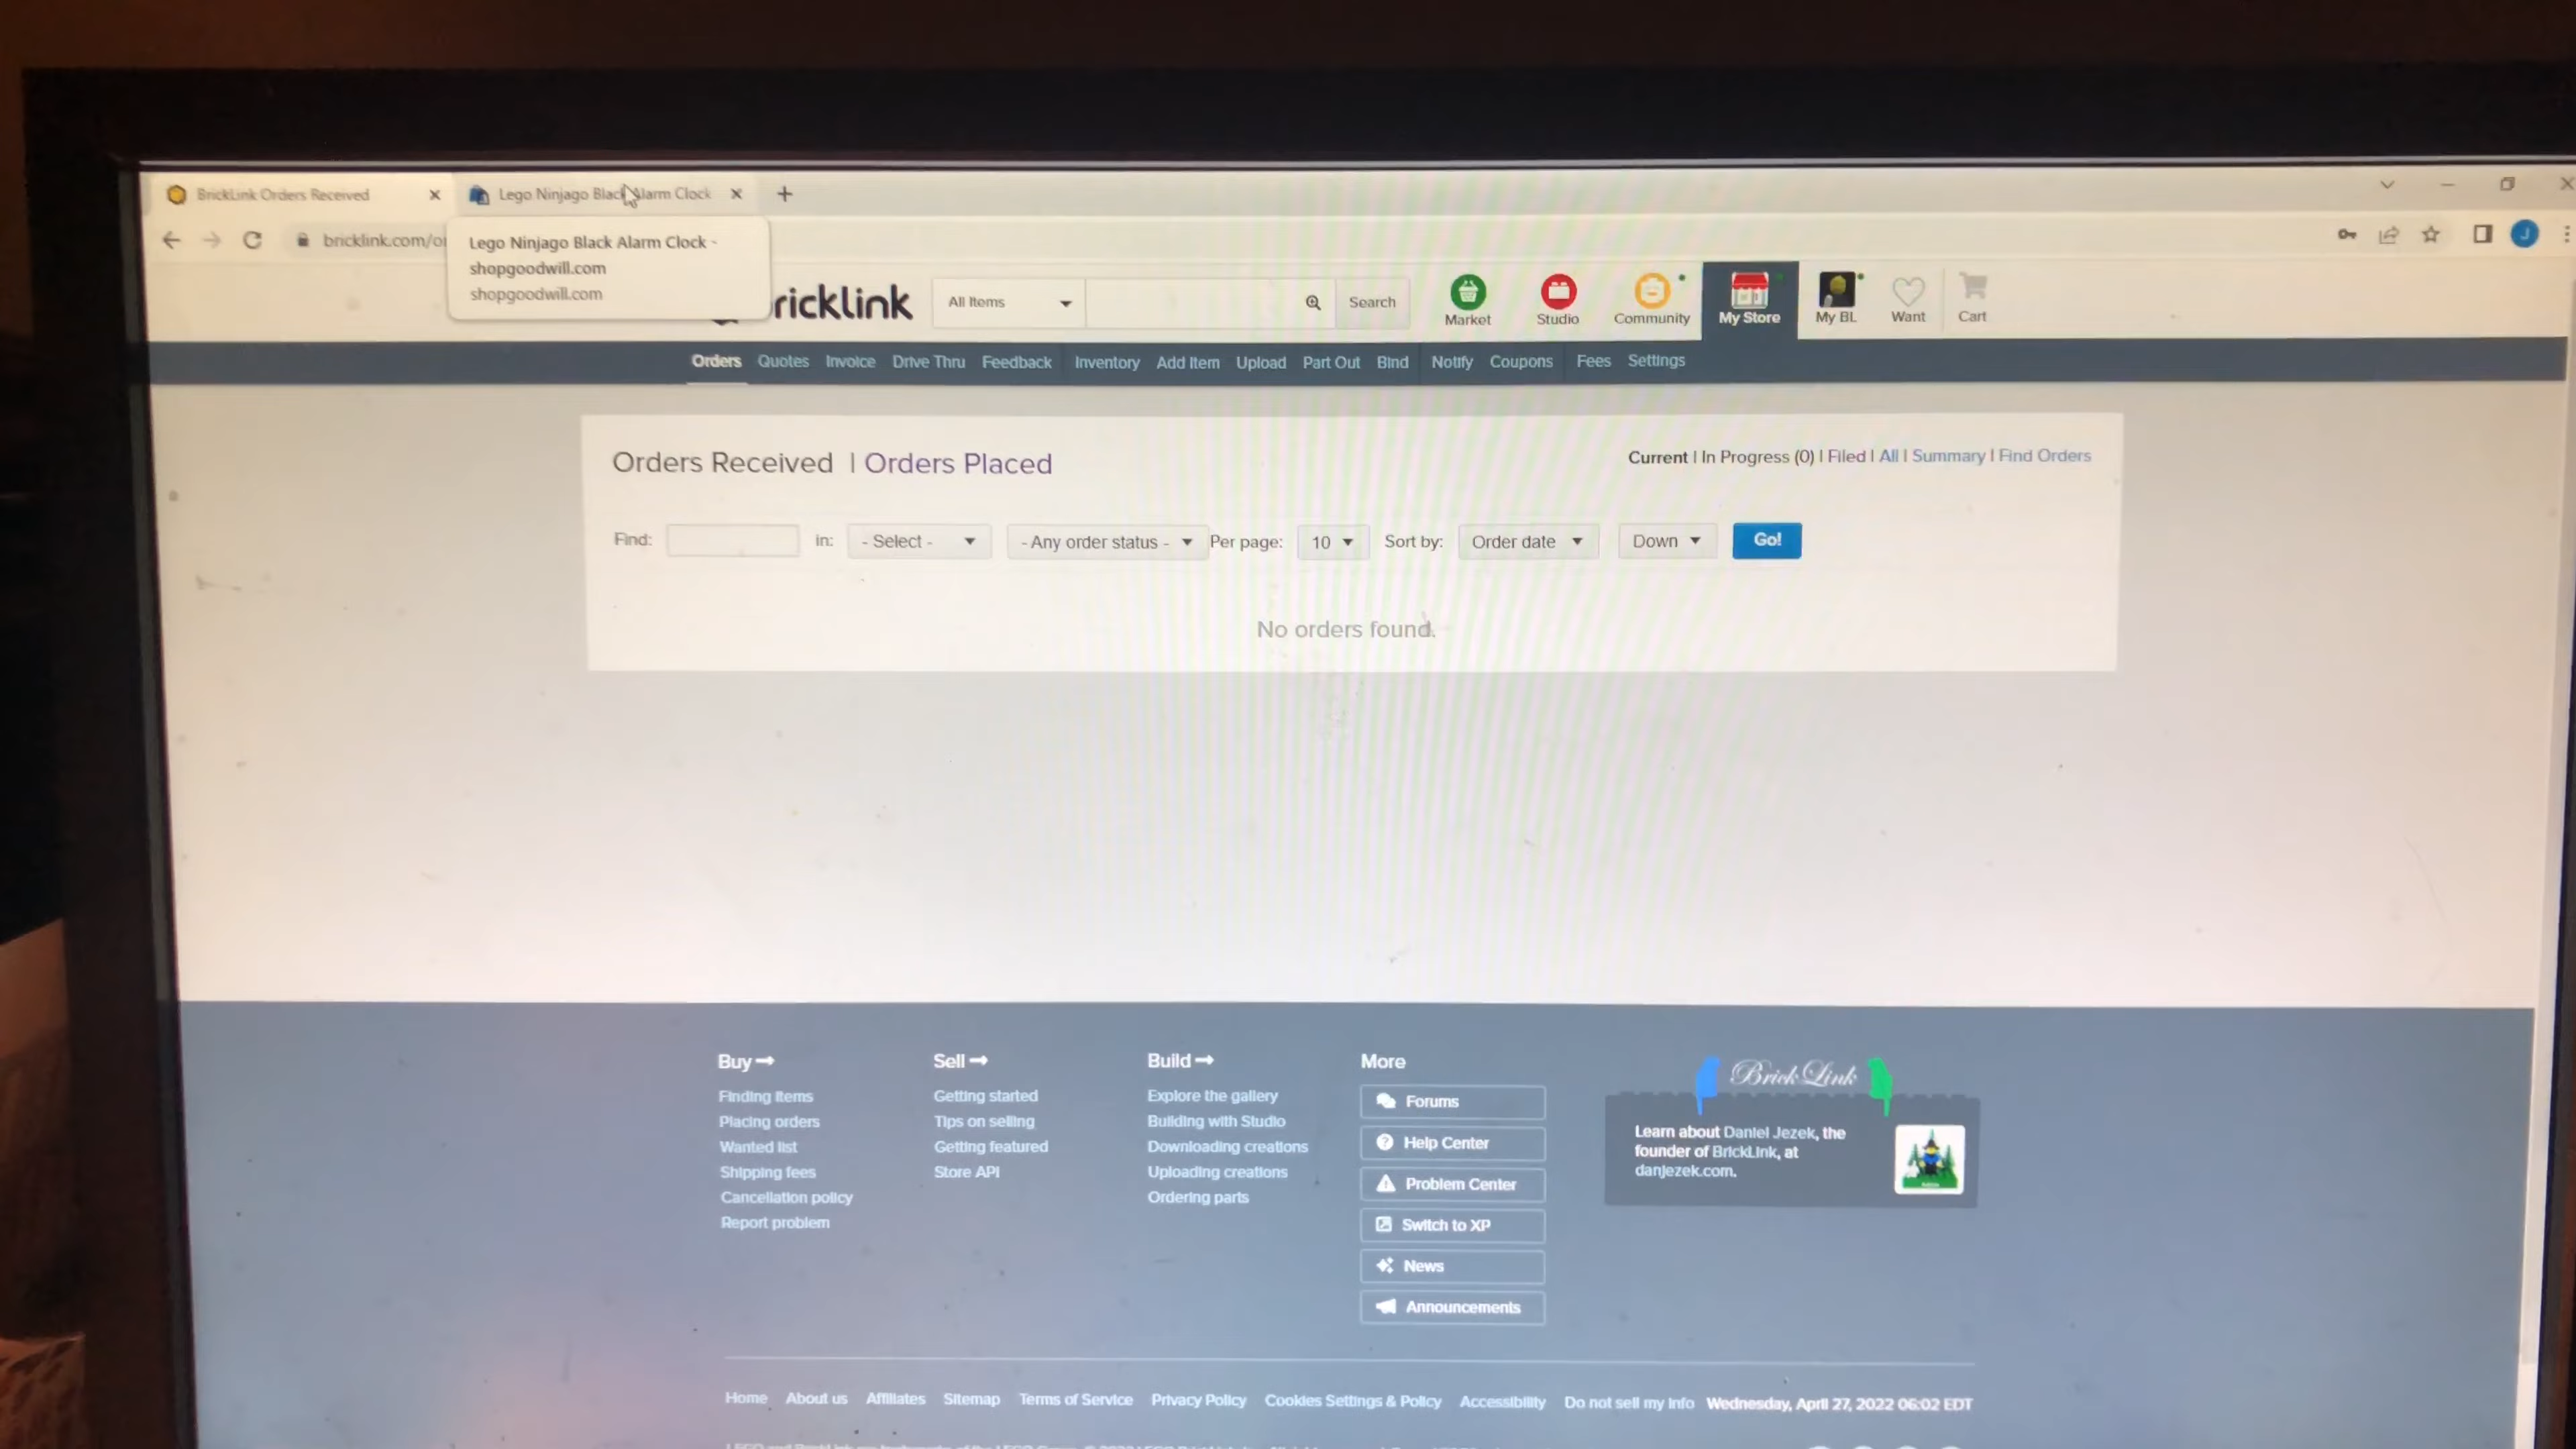 BrickLink Orders Received
Lego Ninjago Black Alarm Clock
bricklink.com/or
Lego Ninjago Black Alarm Clock -
shopgoodwill.com
shopgoodwill.com
J
ricklink
All Items
Search
Market
Studio
Community
My Store
My BL
Want
Cart
Orders Quotes Invoice Drive Thru Feedback Inventory Add Item Upload Part Out Bind Notify Coupons Fees Settings
Orders Received | Orders Placed
Current | In Progress (0) | Filed | All | Summary | Find Orders
Find: in: - Select - - Any order status - Per page: 10 Sort by: Order date Down Go!
No orders found.
Buy
Finding items
Placing orders
Wanted list
Shipping fees
Cancellation policy
Report problem
Sell
Getting started
Tips on selling
Getting featured
Store API
Build
Explore the gallery
Building with Studio
Downloading creations
Uploading creations
Ordering parts
More
Forums
Help Center
Problem Center
Switch to XP
News
Announcements
BrickLink
Learn about Daniel Jezek, the
founder of BrickLink, at
danjezek.com.
Home About us Affiliates Sitemap Terms of Service Privacy Policy Cookies Settings & Policy Accessibility Do not sell my info Wednesday, April 27, 2022 06:02 EDT